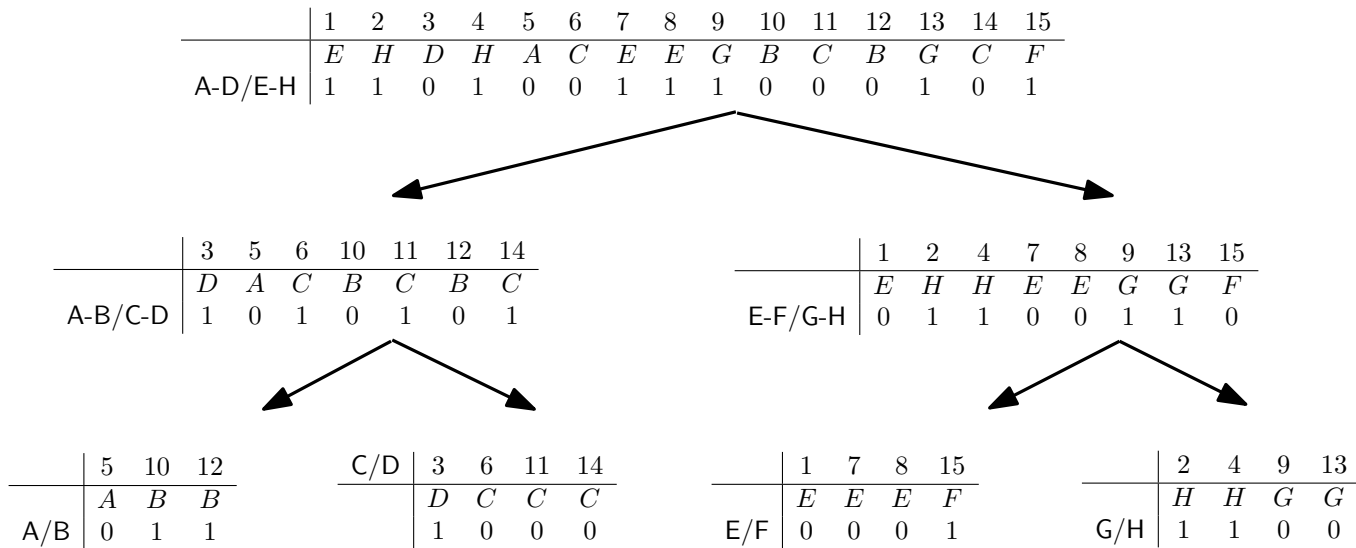 1 2 3 4 5 6 7 8 9 10 11 12 13 14 15
E H D H A C E E G B C B G C F
A-D/E-H 1 1 0 1 0 0 1 1 1 0 0 0 1 0 1
3 5 6 10 11 12 14
D A C B C B C
A-B/C-D 1 0 1 0 1 0 1
1 2 4 7 8 9 13 15
E H H E E G G F
E-F/G-H 0 1 1 0 0 1 1 0
5 10 12
A B B
A/B 0 1 1
C/D 3 6 11 14
D C C C
1 0 0 0
1 7 8 15
E E E F
E/F 0 0 0 1
2 4 9 13
H H G G
G/H 1 1 0 0